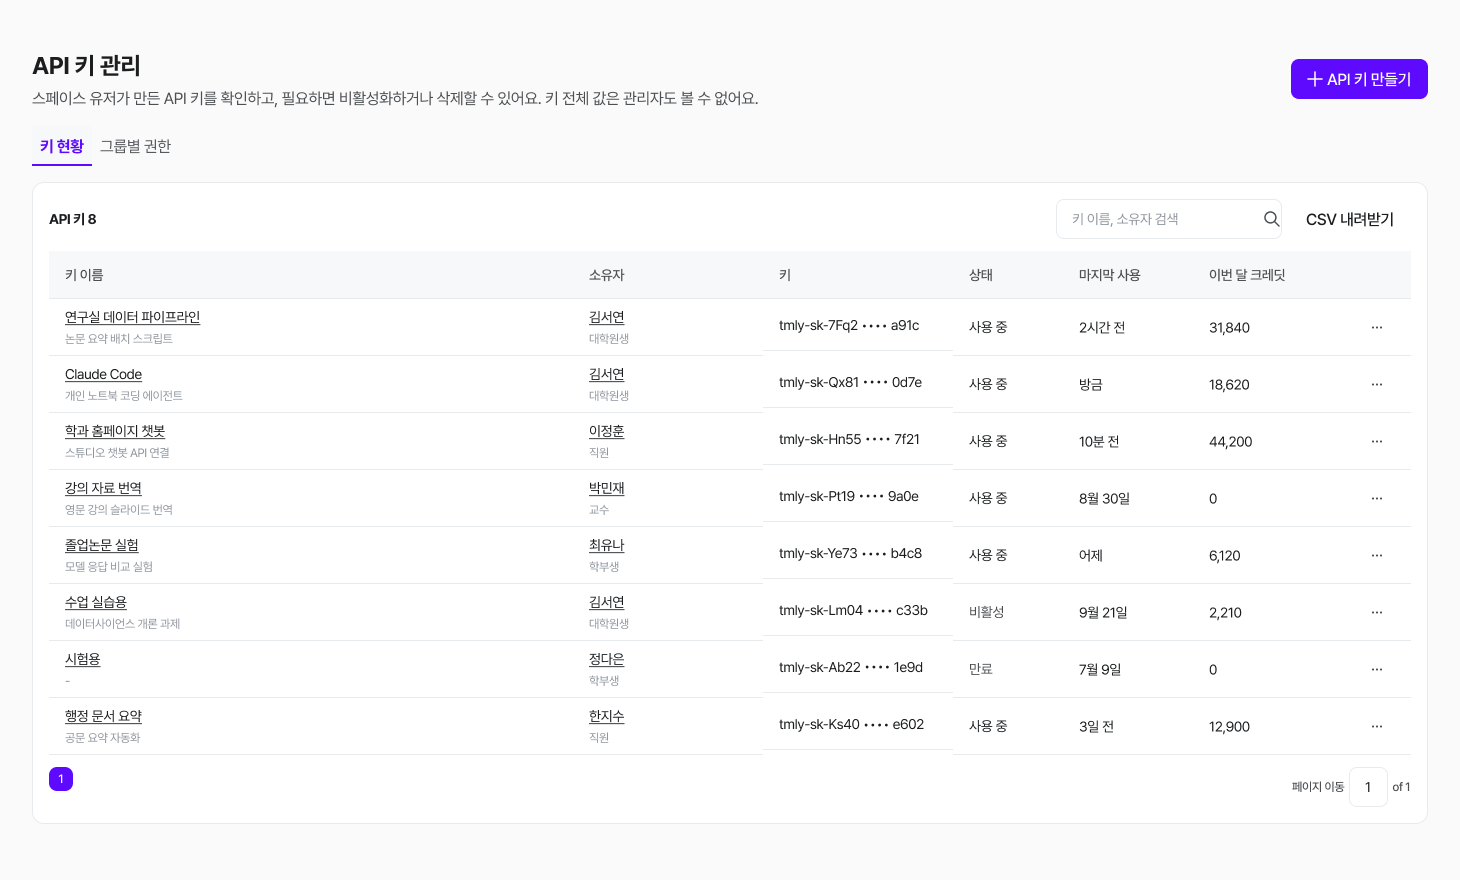 API 키 관리
스페이스 유저가 만든 API 키를 확인하고, 필요하면 비활성화하거나 삭제할 수 있어요. 키 전체 값은 관리자도 볼 수 없어요.
API 키 만들기
키 현황 그룹별 권한
API 키 8
키 이름, 소유자 검색
CSV 내려받기
키 이름 소유자 키 상태 마지막 사용 이번 달 크레딧
연구실 데이터 파이프라인 김서연 tmly-sk-7Fq2 •••• a91c 사용 중 2시간 전 31,840 ···
논문 요약 배치 스크립트 대학원생
Claude Code 김서연 tmly-sk-Qx81 •••• 0d7e 사용 중 방금 18,620 ···
개인 노트북 코딩 에이전트 대학원생
학과 홈페이지 챗봇 이정훈 tmly-sk-Hn55 •••• 7f21 사용 중 10분 전 44,200 ···
스튜디오 챗봇 API 연결 직원
강의 자료 번역 박민재 tmly-sk-Pt19 •••• 9a0e 사용 중 8월 30일 0 ···
영문 강의 슬라이드 번역 교수
졸업논문 실험 최유나 tmly-sk-Ye73 •••• b4c8 사용 중 어제 6,120 ···
모델 응답 비교 실험 학부생
수업 실습용 김서연 tmly-sk-Lm04 •••• c33b 비활성 9월 21일 2,210 ···
데이터사이언스 개론 과제 대학원생
시험용 정다은 tmly-sk-Ab22 •••• 1e9d 만료 7월 9일 0 ···
- 학부생
행정 문서 요약 한지수 tmly-sk-Ks40 •••• e602 사용 중 3일 전 12,900 ···
공문 요약 자동화 직원
1
페이지 이동 1 of 1